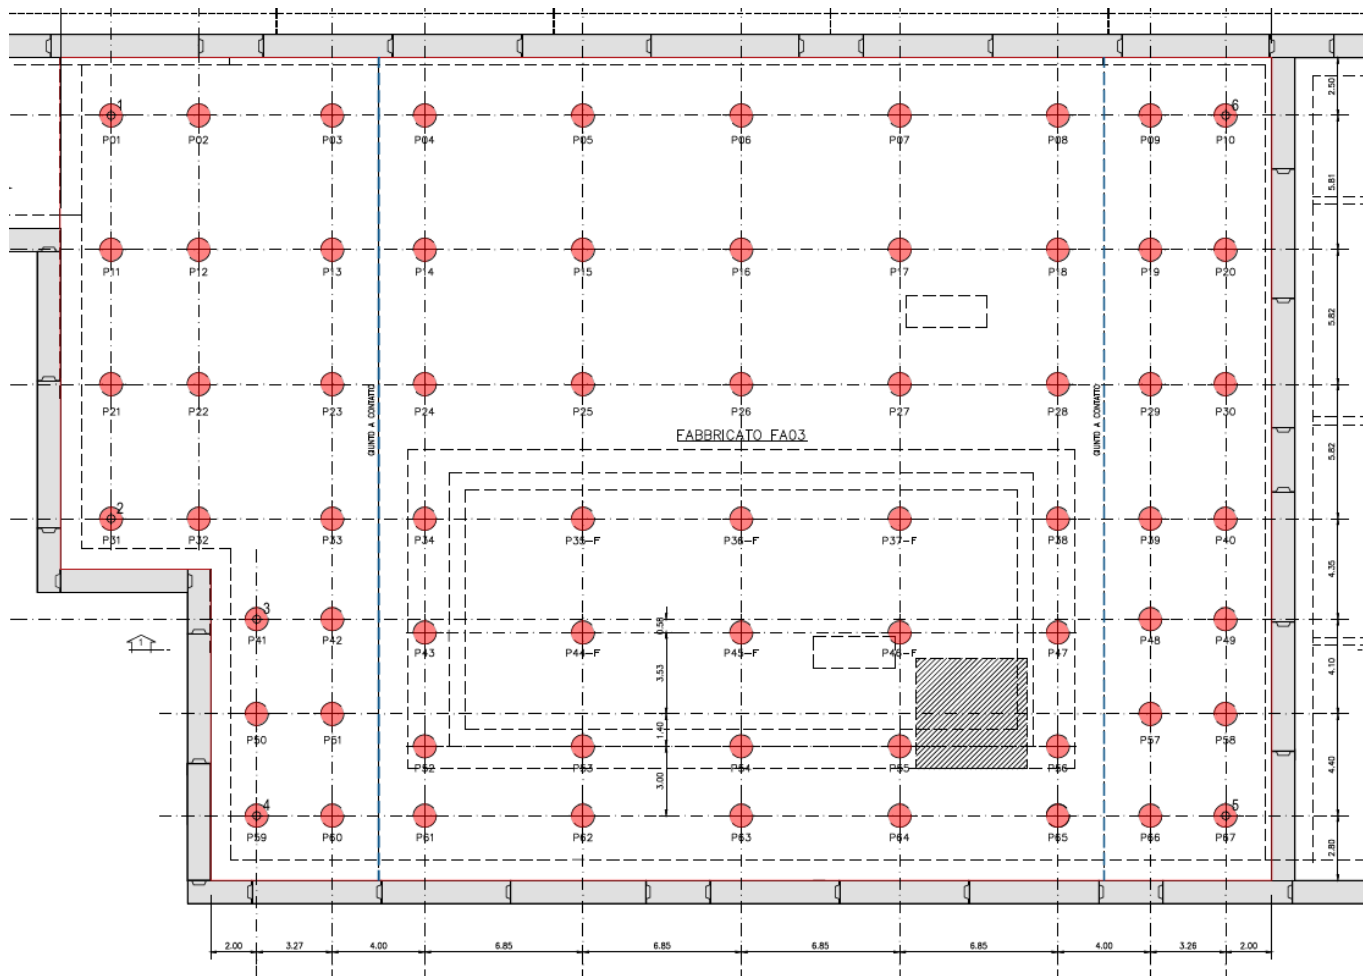 1
6
P01 P02 P03 P04 P05 P06 P07 P08 P09 P10
2.50
5.81
P11 P12 P13 P14 P15 P16 P17 P18 P19 P20
5.82
P21 P22 P23 P24 P25 P26 P27 P28 P29 P30
GIUNTO A CONTATTO
GIUNTO A CONTATTO
FABBRICATO FA03
5.82
2
P31 P32 P33 P34 P35-F P36-F P37-F P38 P39 P40
4.35
3
P41 P42 P48 P49
0.58
1
P43 P44-F P45-F P46-F P47
3.53
4.10
P50 P51 P57 P58
1.40
P52 P53 P54 P55 P56
3.00
4.40
4
5
P59 P60 P61 P62 P63 P64 P65 P66 P67
2.80
2.00 3.27 4.00 6.85 6.85 6.85 6.85 4.00 3.26 2.00